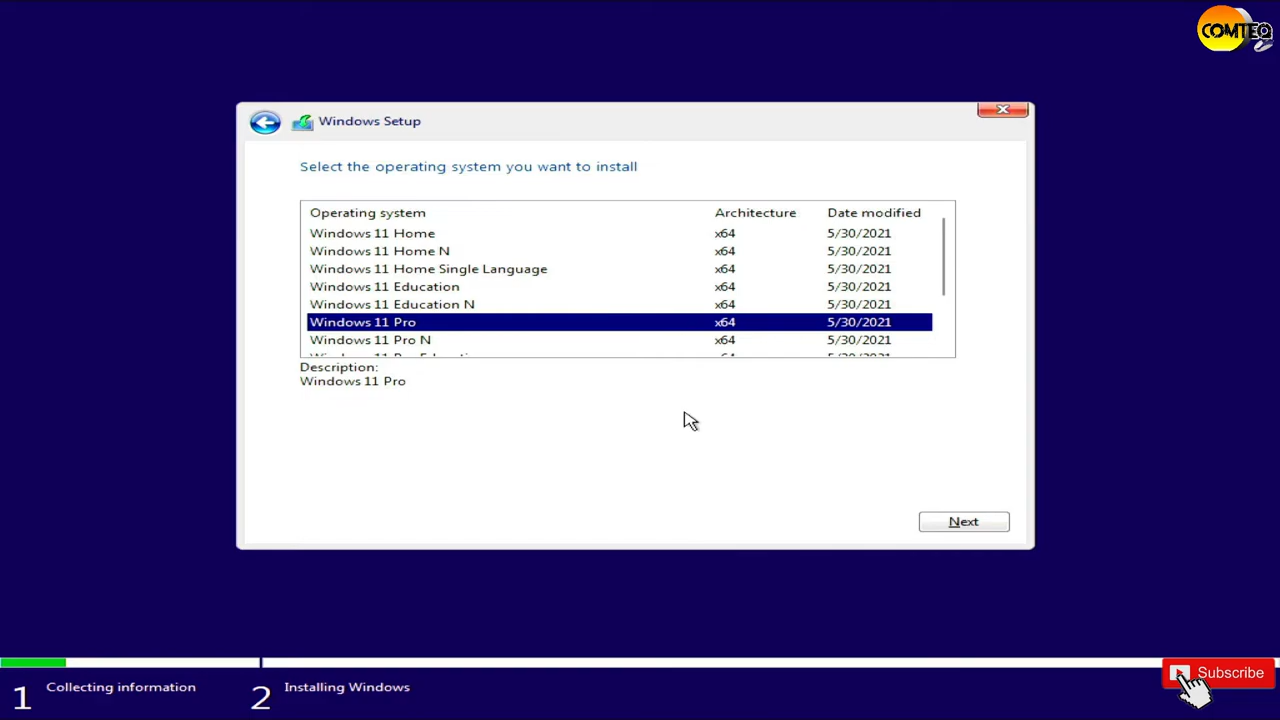 COMTEQ
Windows Setup
Select the operating system you want to install
Operating system Architecture Date modified
Windows 11 Home x64 5/30/2021
Windows 11 Home N x64 5/30/2021
Windows 11 Home Single Language x64 5/30/2021
Windows 11 Education x64 5/30/2021
Windows 11 Education N x64 5/30/2021
Windows 11 Pro x64 5/30/2021
Windows 11 Pro N x64 5/30/2021
Description:
Windows 11 Pro
Next
1 Collecting information 2 Installing Windows
Subscribe